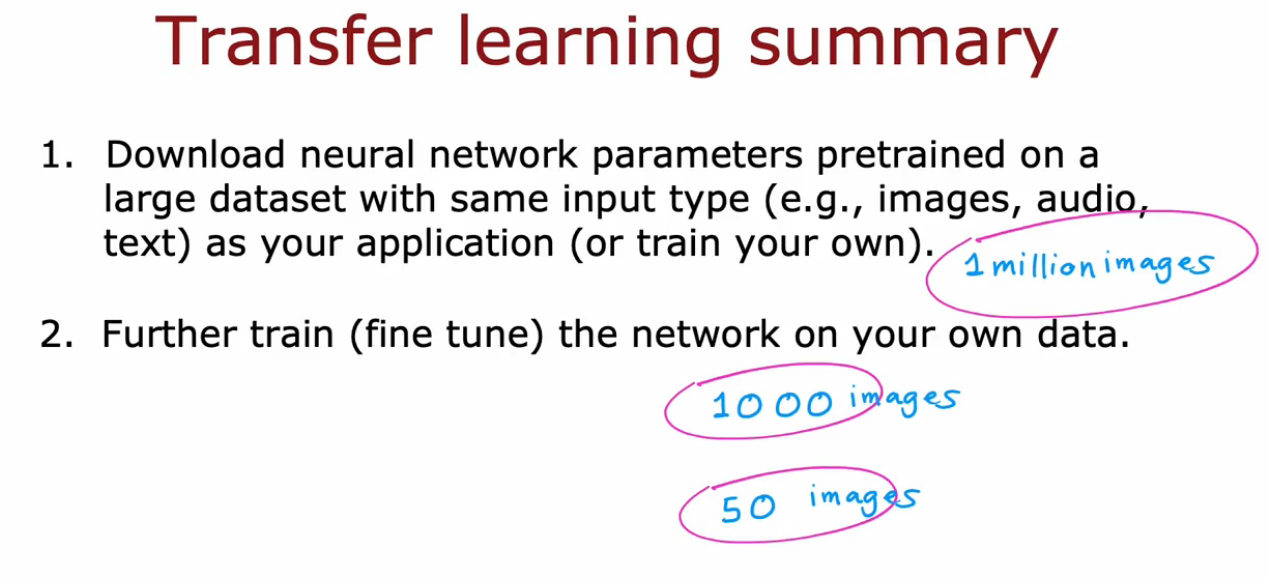 Transfer learning summary
1. Download neural network parameters pretrained on a
large dataset with same input type (e.g., images, audio,
text) as your application (or train your own).
1 million images
2. Further train (fine tune) the network on your own data.
1000 images
50 images